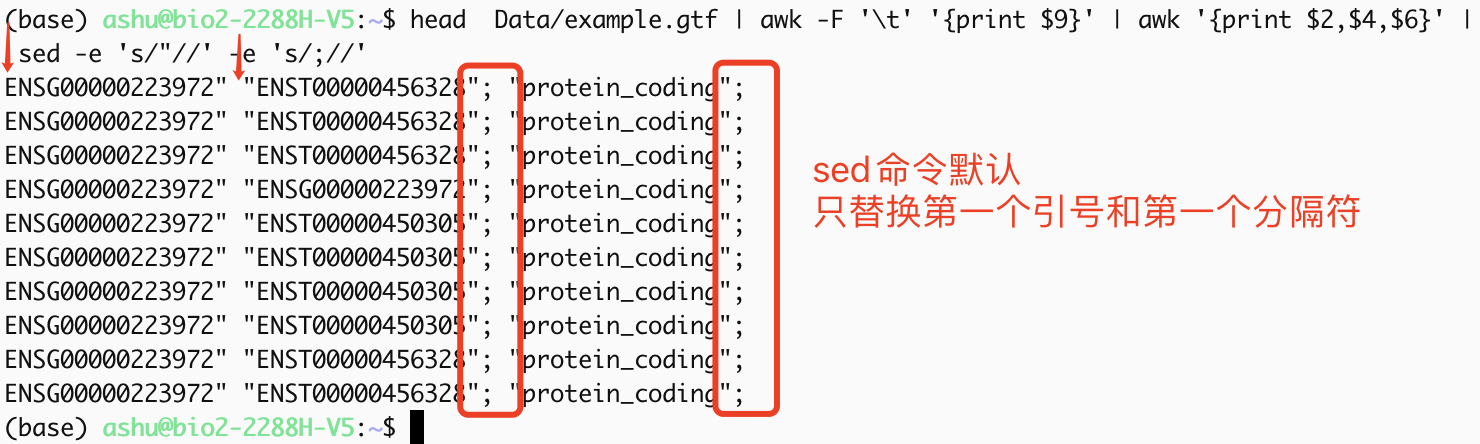 (base) ashu@bio2-2288H-V5:~$ head  Data/example.gtf | awk -F '\t' '{print $9}' | awk '{print $2,$4,$6}' |
 sed -e 's/"//' -e 's/;//'
ENSG00000223972" "ENST00000456328"; "protein_coding";
ENSG00000223972" "ENST00000456328"; "protein_coding";
ENSG00000223972" "ENST00000456328"; "protein_coding";
ENSG00000223972" "ENSG00000223972"; "protein_coding";
ENSG00000223972" "ENST00000450305"; "protein_coding";
ENSG00000223972" "ENST00000450305"; "protein_coding";
ENSG00000223972" "ENST00000450305"; "protein_coding";
ENSG00000223972" "ENST00000450305"; "protein_coding";
ENSG00000223972" "ENST00000456328"; "protein_coding";
ENSG00000223972" "ENST00000456328"; "protein_coding";
(base) ashu@bio2-2288H-V5:~$
sed命令默认
只替换第一个引号和第一个分隔符